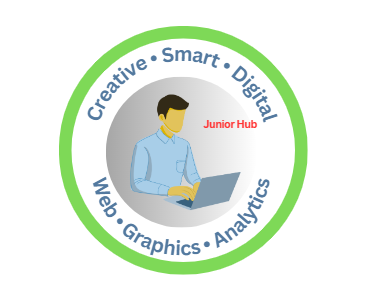 Creative • Smart • Digital
Junior Hub
Web • Graphics • Analytics